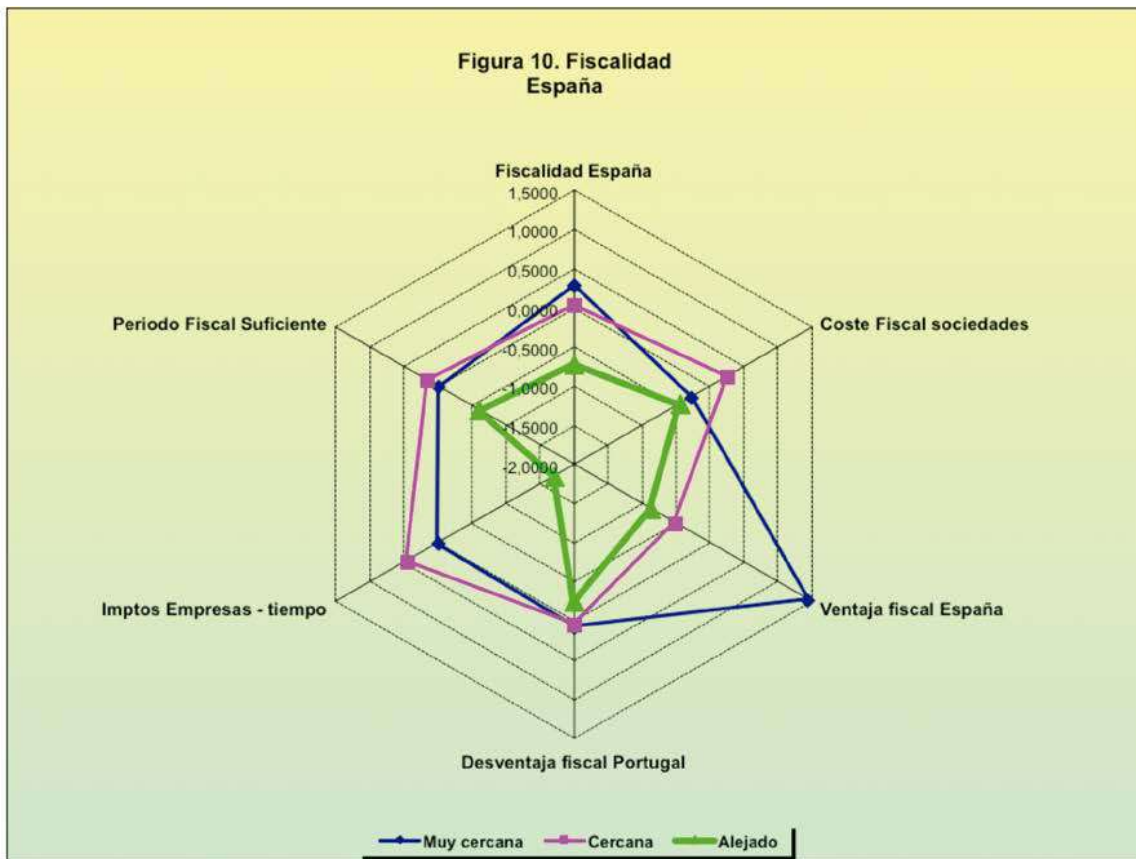 Figura 10. Fiscalidad
España
Fiscalidad España
1,5000
1,0000
0,5000
0,0000
-0,5000
-1,0000
-1,5000
-2,0000
Coste Fiscal sociedades
Periodo Fiscal Suficiente
Ventaja fiscal España
Imptos Empresas - tiempo
Desventaja fiscal Portugal
Muy cercana Cercana Alejado